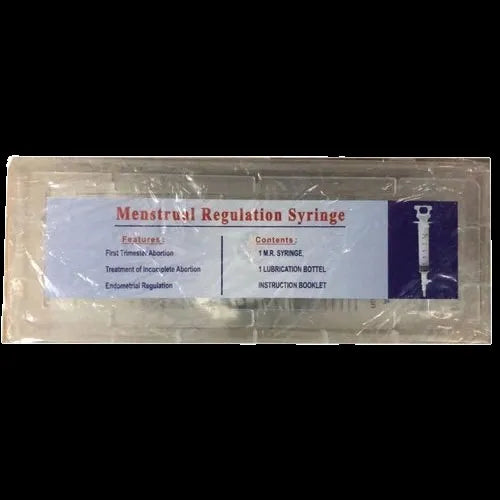 Menstrual Regulation Syringe
Features :
First Trimester Abortion
Treatment of Incomplete Abortion
Endometrial Regulation
Contents :
1 M.R. SYRINGE,
1 LUBRICATION BOTTEL
INSTRUCTION BOOKLET